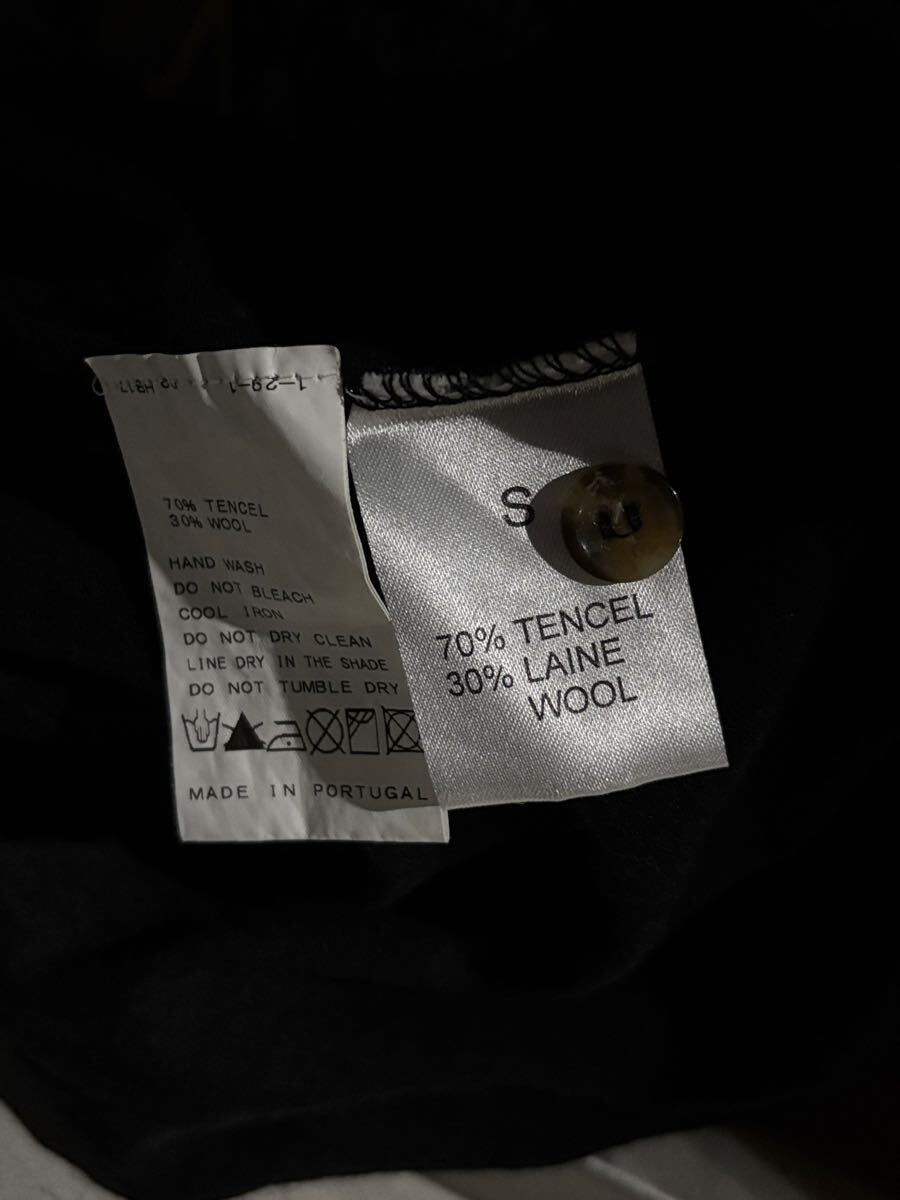 70% TENCEL
30% WOOL
HAND WASH
DO NOT BLEACH
COOL IRON
DO NOT DRY CLEAN
LINE DRY IN THE SHADE
DO NOT TUMBLE DRY
MADE IN PORTUGAL
S
70% TENCEL
30% LAINE
WOOL